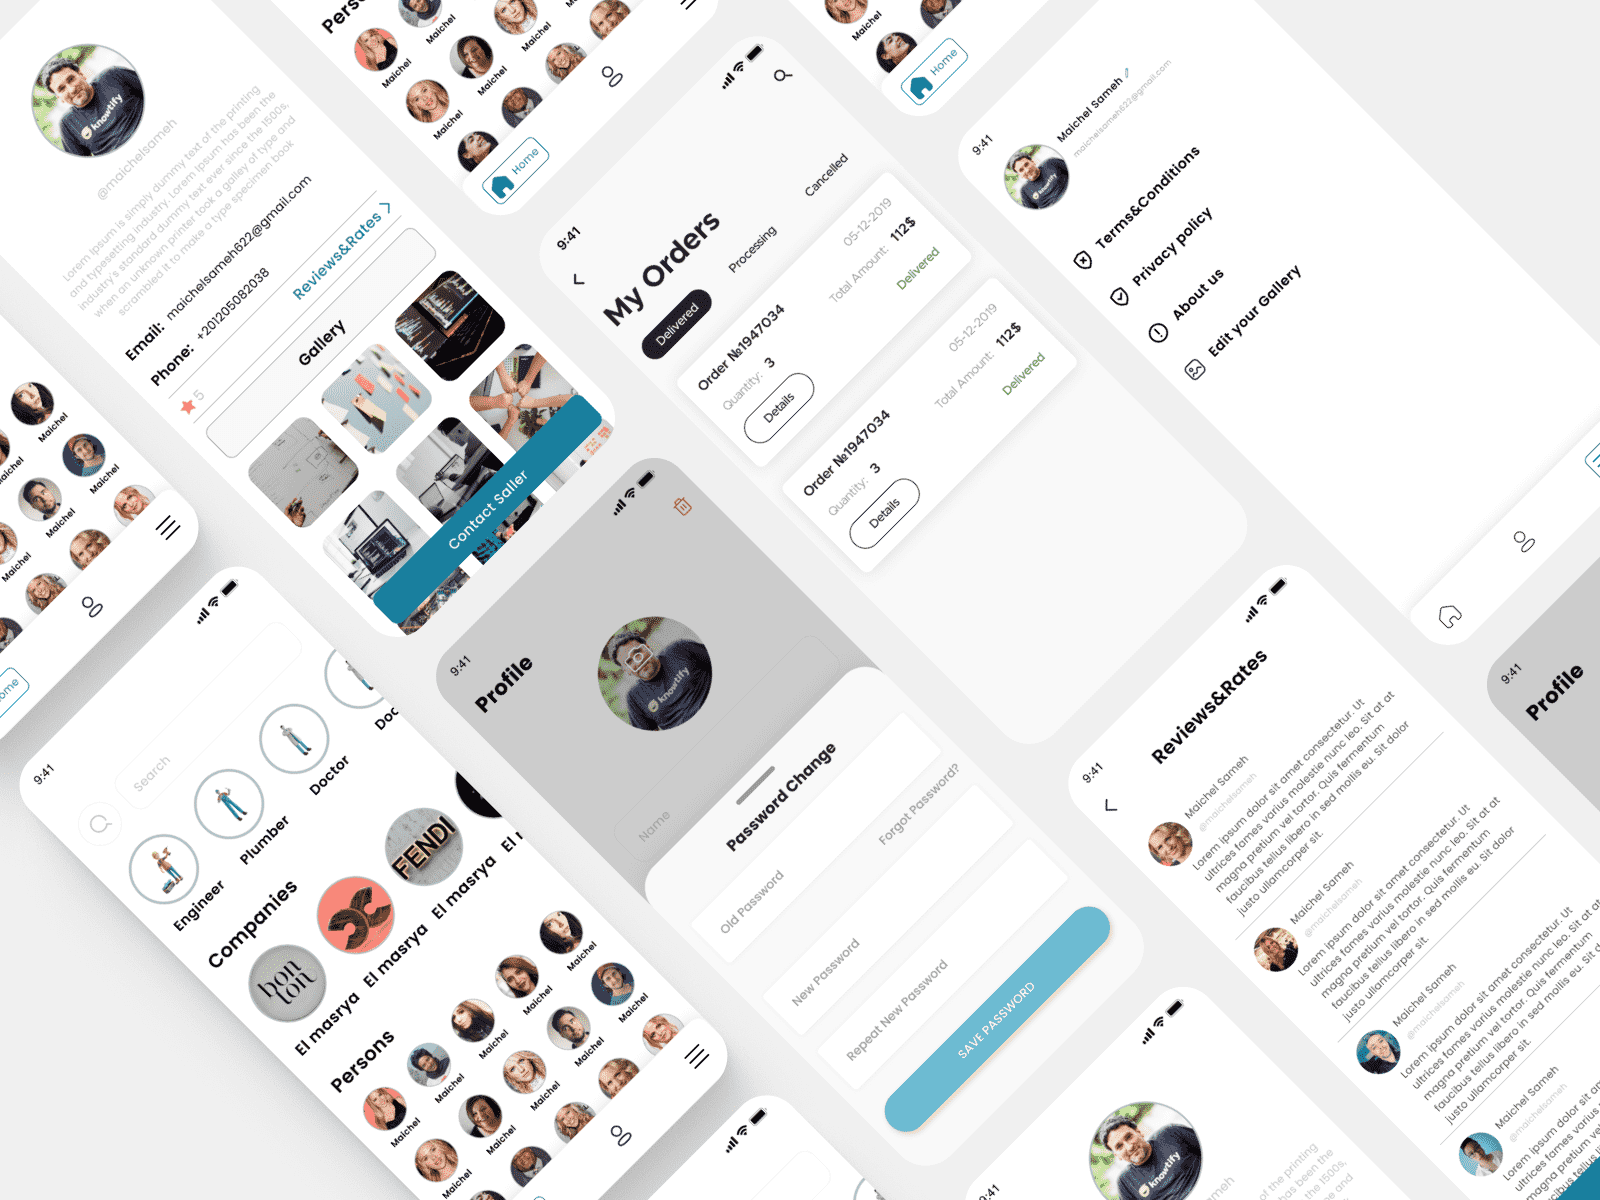 knowtify
@maichelsameh
Lorem Ipsum is simply dummy text of the printing
and typesetting industry. Lorem Ipsum has been the
industry's standard dummy text ever since the 1500s,
when an unknown printer took a galley of type and
scrambled it to make a type specimen book
Email: maichelsameh622@gmail.com
Phone: +201205082038
5
Reviews&Rates
Gallery
Contact Saller
Maichel
Maichel
Maichel
Maichel
Maichel
Maichel
Maichel
Maichel
Maichel
Maichel
Maichel
Home
Home
9:41
My Orders
Delivered
Processing
Cancelled
Order №1947034
05-12-2019
Quantity: 3
Total Amount: 112$
Details
Delivered
Order №1947034
05-12-2019
Quantity: 3
Total Amount: 112$
Details
Delivered
9:41
knowtify
Maichel Sameh
maichelsameh622@gmail.com
Terms&Conditions
Privacy policy
About us
Edit your Gallery
9:41
Search
Engineer
Plumber
Doctor
Doc
Companies
bon
ton
FENDI
El masrya
El masrya
El masrya
El m
Persons
Maichel
Maichel
Maichel
Maichel
Maichel
Maichel
Maichel
Maichel
Maichel
Maichel
9:41
Profile
knowtify
Name
Password Change
Old Password
Forgot Password?
New Password
Repeat New Password
SAVE PASSWORD
9:41
Reviews&Rates
Maichel Sameh
@maichelsameh
Lorem ipsum dolor sit amet consectetur. Ut
ultrices fames varius molestie nunc leo. Sit at at
magna pretium vel tortor. Quis fermentum
faucibus tellus libero in sed mollis eu. Sit dolor
justo ullamcorper sit.
Maichel Sameh
@maichelsameh
Lorem ipsum dolor sit amet consectetur. Ut
ultrices fames varius molestie nunc leo. Sit at at
magna pretium vel tortor. Quis fermentum
faucibus tellus libero in sed mollis eu. Sit dolor
justo ullamcorper sit.
Maichel Sameh
@maichelsameh
Lorem ipsum dolor sit amet consectetur. Ut
ultrices fames varius molestie nunc leo. Sit at at
magna pretium vel tortor. Quis fermentum
faucibus tellus libero in sed mollis eu. Sit dolor
justo ullamcorper sit.
Maichel Sameh
@maichelsameh
Lorem ipsum dolor sit am
ultrices fames varius
magna pretium
faucibus tellus
9:41
Profile
9:41
knowtify
of the printing
has been the
the 1500s,
type and